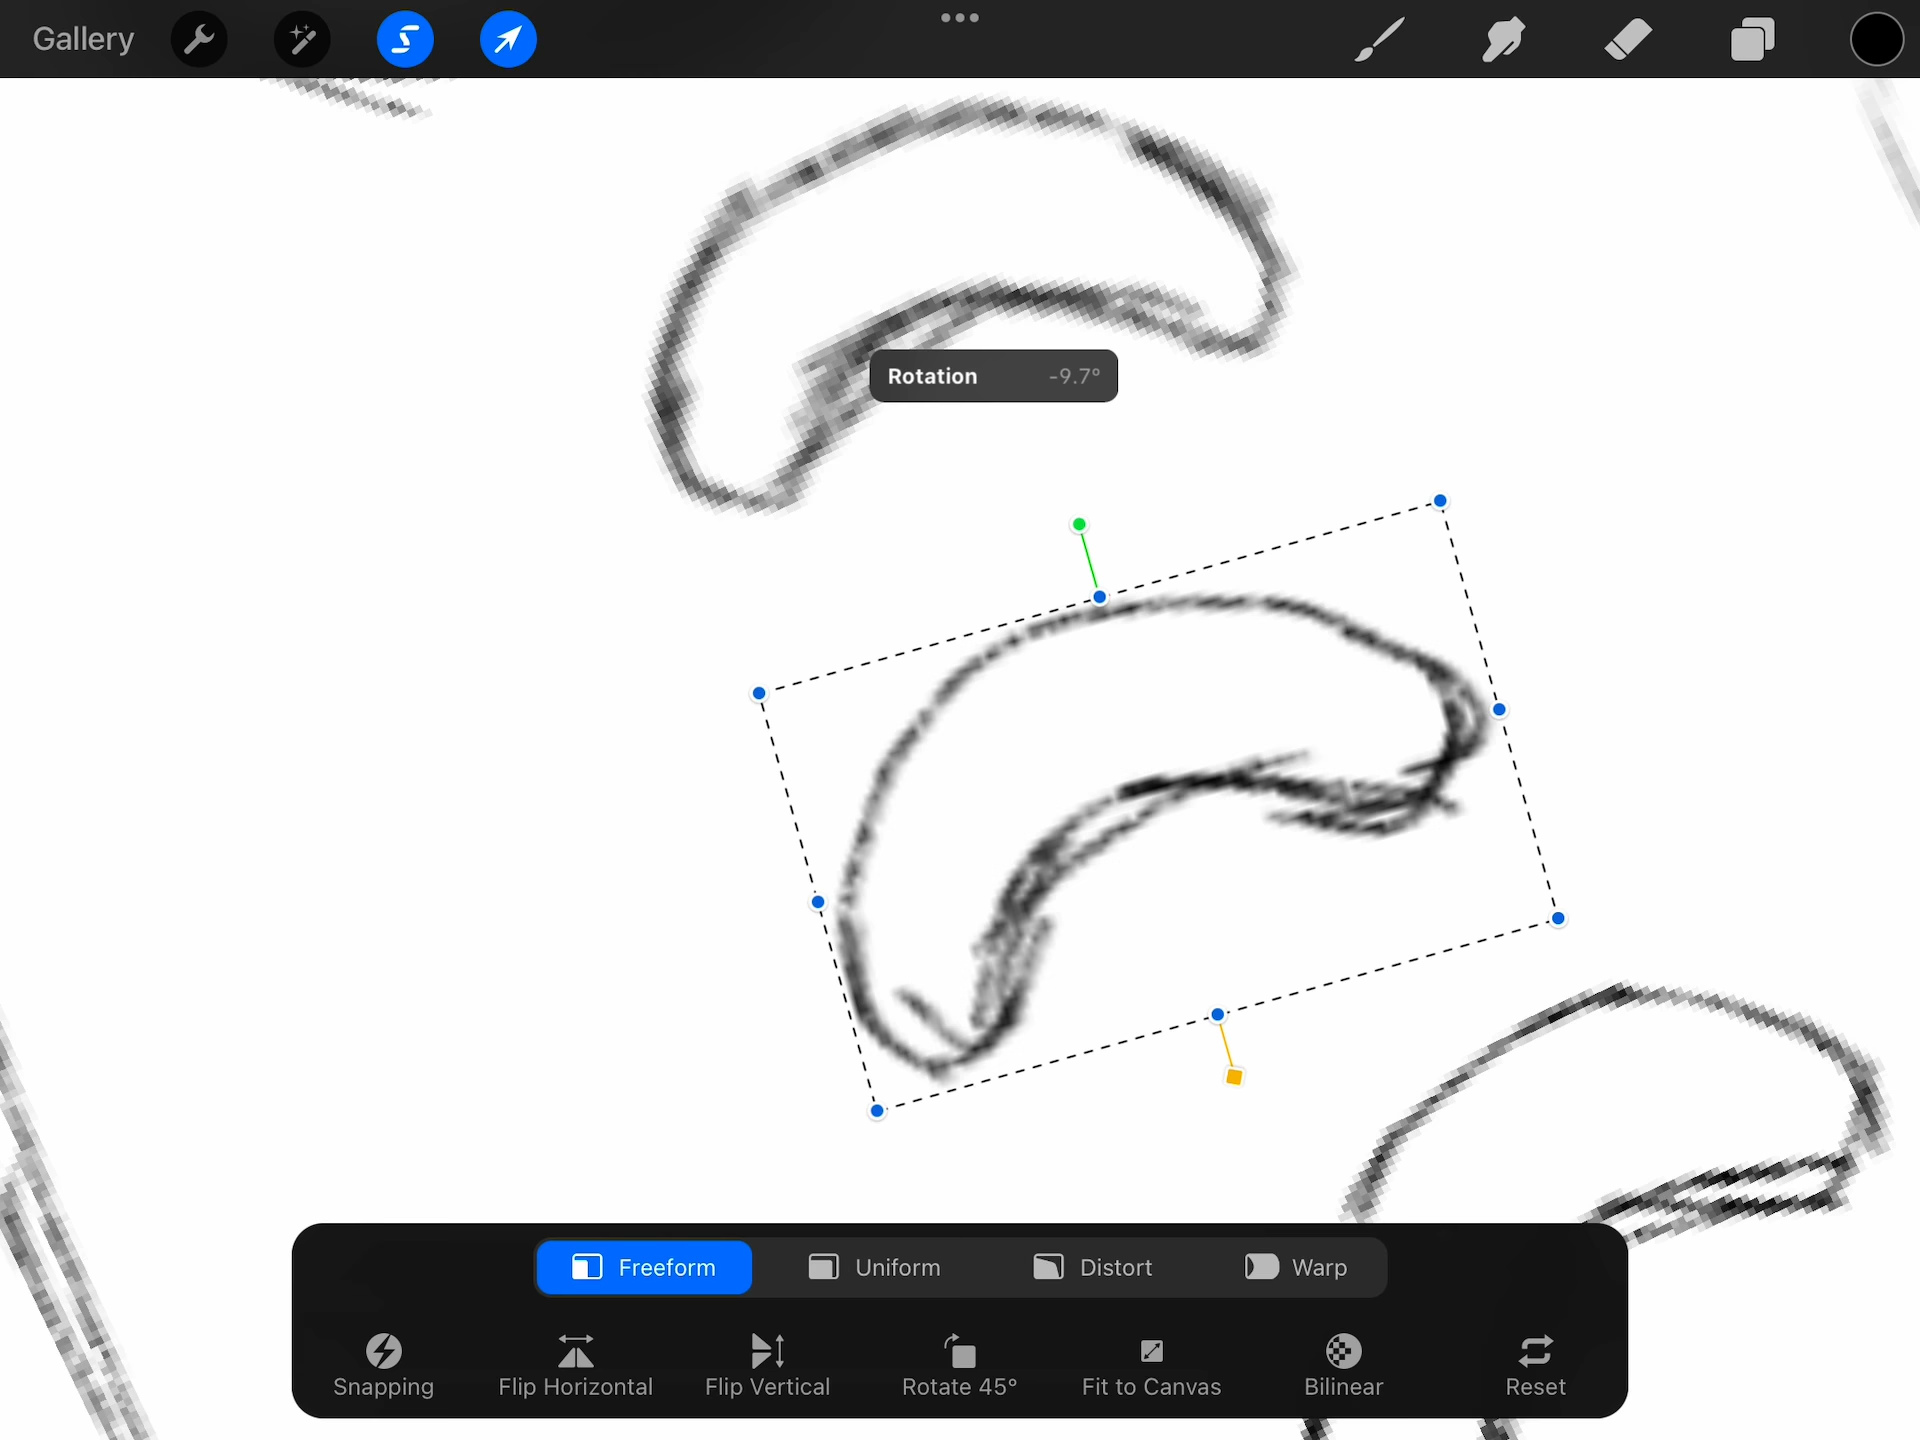 Gallery
Rotation -9.7°
Freeform Uniform Distort Warp
Snapping Flip Horizontal Flip Vertical Rotate 45° Fit to Canvas Bilinear Reset